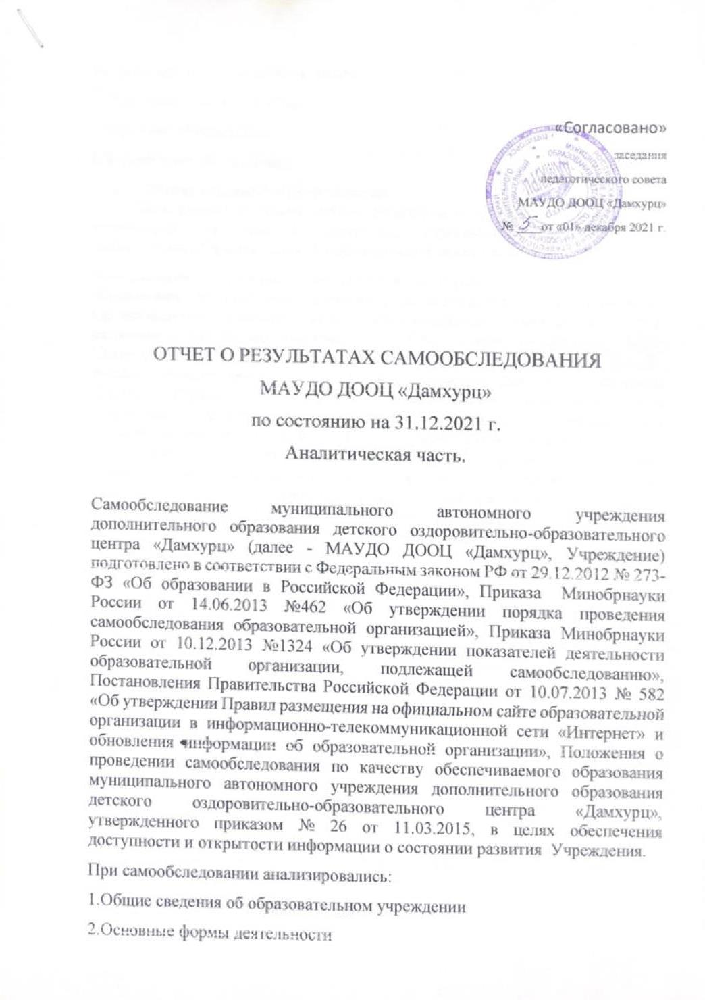 «Согласовано»
заседания
педагогического совета
МАУДО ДООЦ «Дамхурц»
№ 5 от «01» декабря 2021 г.
ОТЧЕТ О РЕЗУЛЬТАТАХ САМООБСЛЕДОВАНИЯ
МАУДО ДООЦ «Дамхурц»
по состоянию на 31.12.2021 г.
Аналитическая часть.
Самообследование муниципального автономного учреждения
дополнительного образования детского оздоровительно-образовательного
центра «Дамхурц» (далее - МАУДО ДООЦ «Дамхурц», Учреждение)
подготовлено в соответствии с Федеральным законом РФ от 29.12.2012 № 273-
ФЗ «Об образовании в Российской Федерации», Приказа Минобрнауки
России от 14.06.2013 №462 «Об утверждении порядка проведения
самообследования образовательной организацией», Приказа Минобрнауки
России от 10.12.2013 №1324 «Об утверждении показателей деятельности
образовательной организации, подлежащей самообследованию»,
Постановления Правительства Российской Федерации от 10.07.2013 № 582
«Об утверждении Правил размещения на официальном сайте образовательной
организации в информационно-телекоммуникационной сети «Интернет» и
обновления информации об образовательной организации», Положения о
проведении самообследования по качеству обеспечиваемого образования
муниципального автономного учреждения дополнительного образования
детского оздоровительно-образовательного центра «Дамхурц»,
утвержденного приказом № 26 от 11.03.2015, в целях обеспечения
доступности и открытости информации о состоянии развития Учреждения.
При самообследовании анализировались:
1.Общие сведения об образовательном учреждении
2.Основные формы деятельности